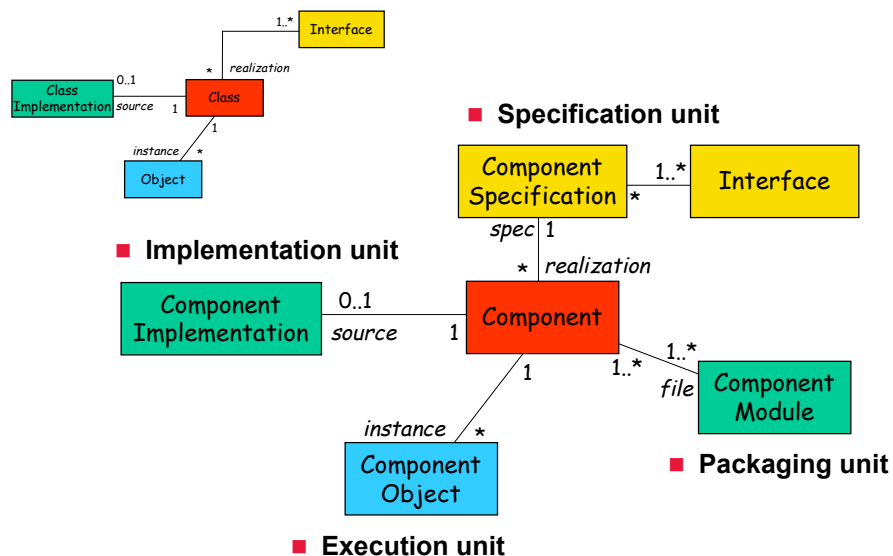 1..*
Interface
*
realization
0..1
Class
Implementation
source
1
Class
1
instance
*
Object
■ Specification unit
Component
Specification
1..*
*
Interface
spec
1
*
realization
■ Implementation unit
Component
Implementation
0..1
source
1
Component
1
1..*
1..*
file
Component
Module
■ Packaging unit
instance
*
Component
Object
■ Execution unit